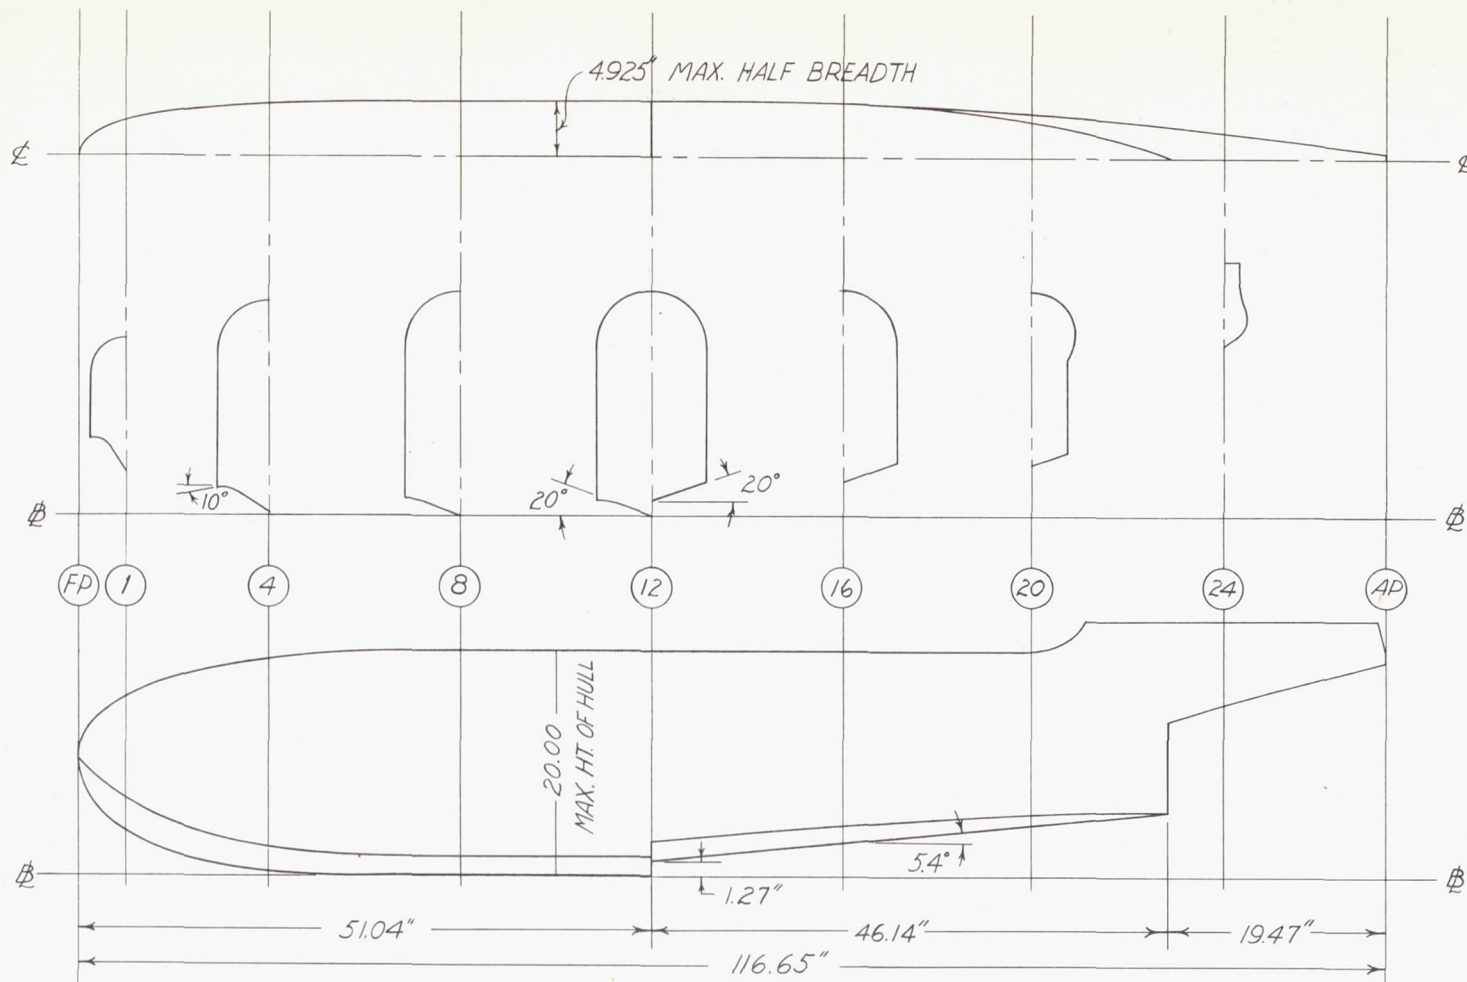 4.925" MAX. HALF BREADTH
℄ ℄
10° 20° 20°
℔ ℔
FP 1 4 8 12 16 20 24 AP
20.00
MAX. HT. OF HULL
5.4°
℔ ℔
1.27"
51.04" 46.14" 19.47"
116.65"